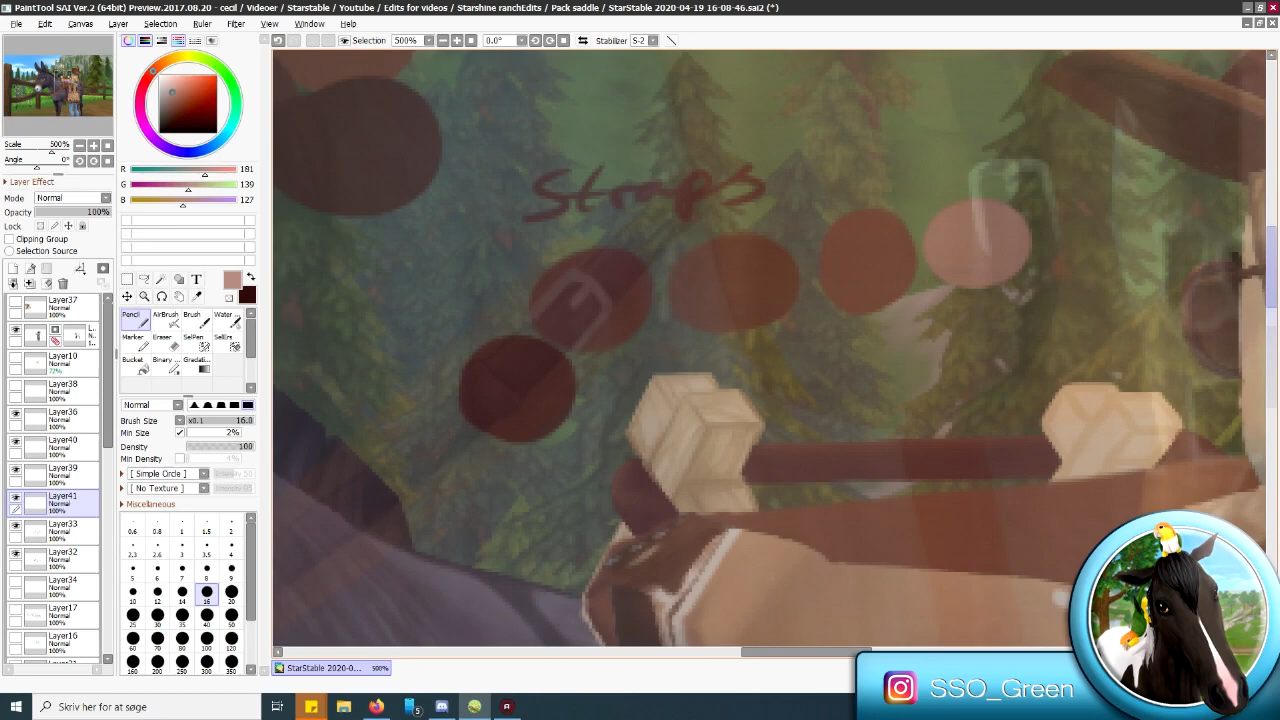 PaintTool SAI Ver.2 (64bit) Preview.2017.08.20 - cecil / Videoer / Starstable / Youtube / Edits for videos / Starshine ranchEdits / Pack saddle / StarStable 2020-04-19 16-08-46.sai2 (*)
File Edit Canvas Layer Selection Ruler Filter View Window Help
Selection 500% 0.0° Stabilizer S-2
Scale 500%
Angle 0°
Layer Effect
Mode Normal
Opacity 100%
Lock
Clipping Group
Selection Source
R 181
G 139
B 127
T
Layer37
Normal
100%
Layer10
Normal
72%
Layer38
Normal
100%
Layer36
Normal
100%
Layer40
Normal
100%
Layer39
Normal
100%
Layer41
Normal
100%
Layer33
Normal
100%
Layer32
Normal
100%
Layer34
Normal
100%
Layer17
Normal
100%
Layer16
Normal
100%
Pencil AirBrush Brush Water ...
Marker Eraser SelPen SelErs
Bucket Binary ... Gradati...
Normal
Brush Size x0.1 16.0
Min Size 2%
Density 100
Min Density 4%
[ Simple Circle ] Intensity 50
[ No Texture ] Intensity 95
Miscellaneous
0.6 0.8 1 1.5 2
2.3 2.6 3 3.5 4
5 6 7 8 9
10 12 14 16 20
25 30 35 40 50
60 70 80 100 120
160 200 250 300 350
Straps
StarStable 2020-0... 500%
SSO_Green
Skriv her for at søge
5